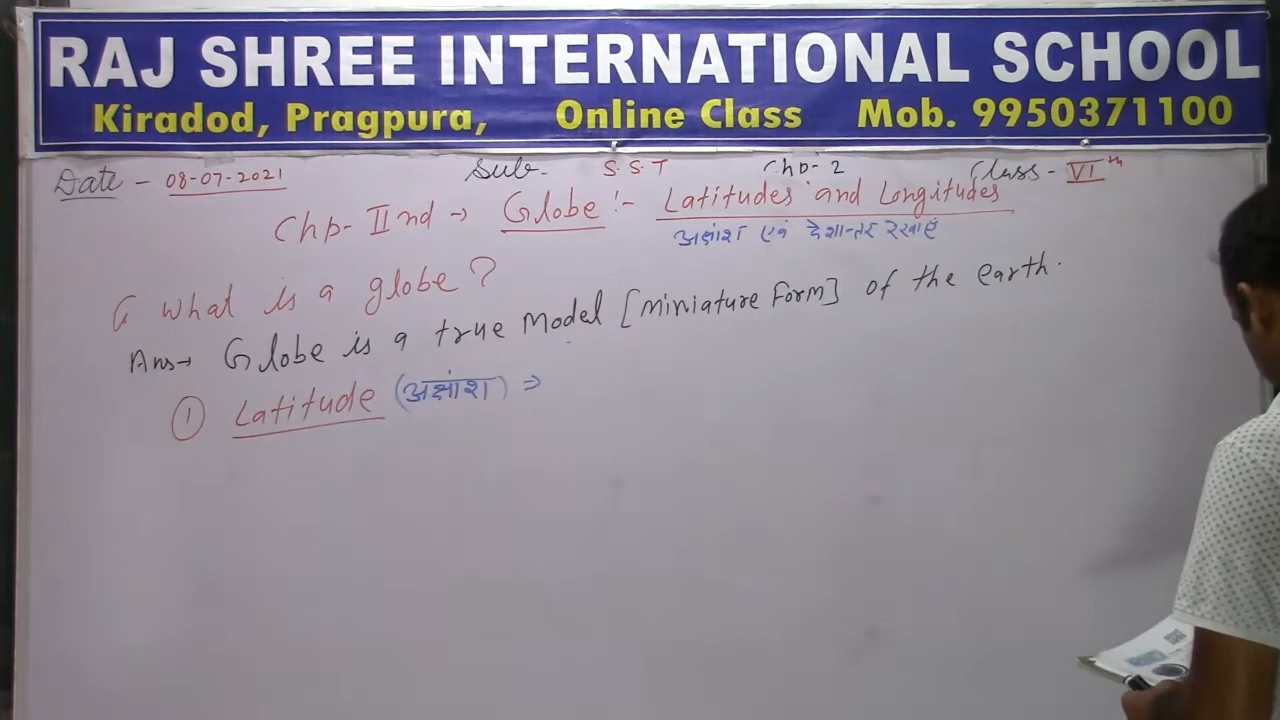 RAJ SHREE INTERNATIONAL SCHOOL
Kiradod, Pragpura, Online Class Mob. 9950371100
Date - 08-07-2021 Sub- S.S.T Chp-2 Class- VIth
Chp- IInd → Globe:- Latitudes and Longitudes
अक्षांश एवं देशान्तर रेखाएं
Q What is a globe?
Ans→ Globe is a true Model [Miniature Form] of the earth.
① Latitude (अक्षांश) ⇒